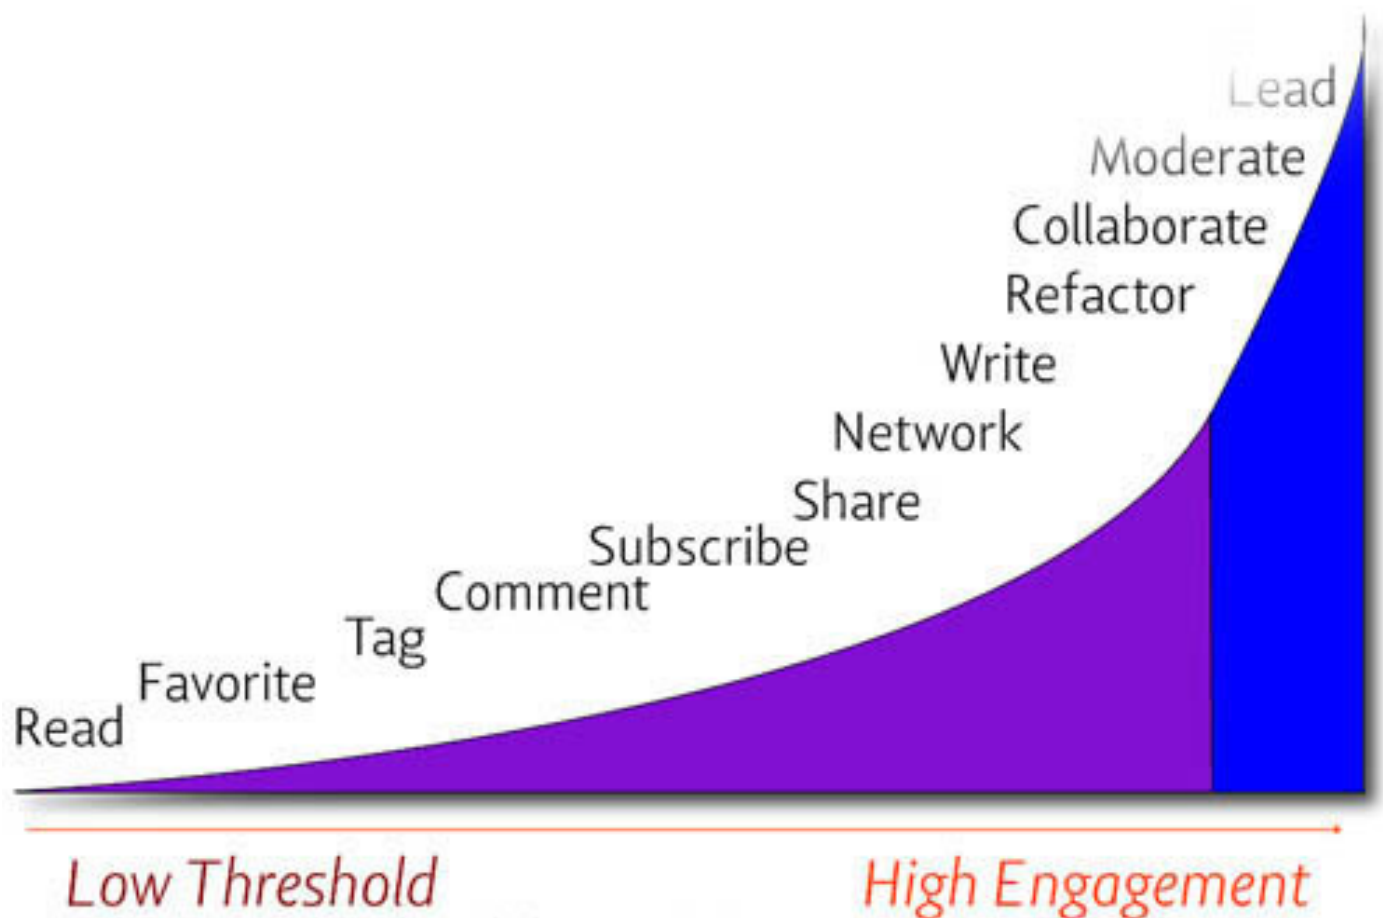 Lead
Moderate
Collaborate
Refactor
Write
Network
Share
Subscribe
Comment
Tag
Favorite
Read
Low Threshold
High Engagement